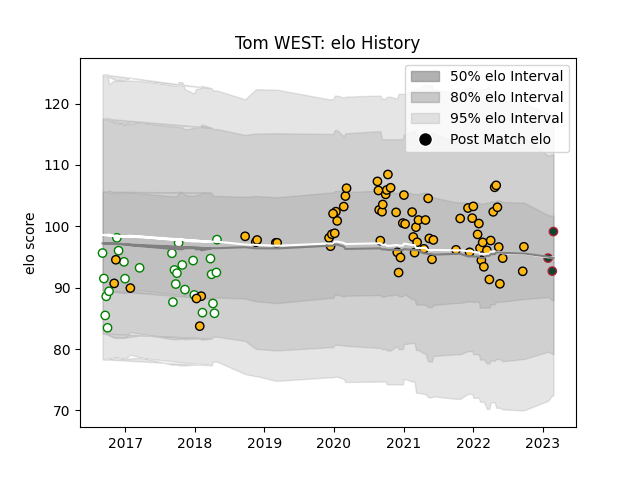 Tom WEST: elo History
50% elo Interval
80% elo Interval
95% elo Interval
Post Match elo
elo score
120
110
100
90
80
70
2017 2018 2019 2020 2021 2022 2023